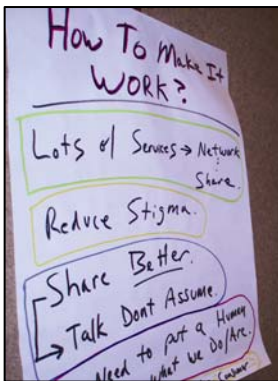 How To Make It
WORK?
Lots of Services → Network
Share.
Reduce Stigma.
Share Better.
→ Talk Dont Assume.
Need to put a Human
what we Do/Are.
Consumer